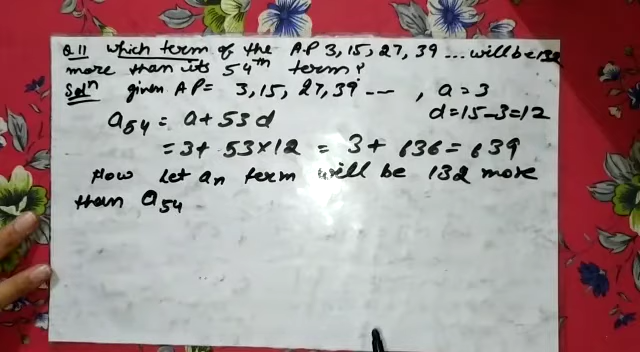 Q.11 which term of the A.P 3, 15, 27, 39 ... will be 132
more than its 54th term?
Soln given AP = 3, 15, 27, 39 ---- , a = 3
d = 15-3 = 12
a54 = a + 53d
= 3 + 53×12 = 3 + 636 = 639
Now let an term will be 132 more
than a54